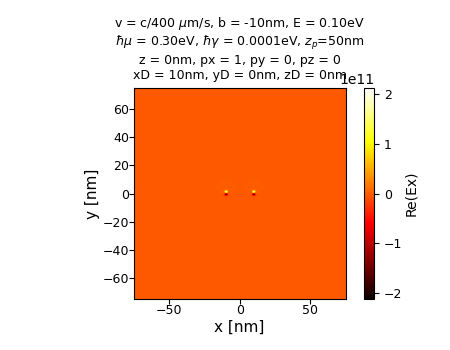 v = c/400 μm/s, b = -10nm, E = 0.10eV
ℏμ = 0.30eV, ℏγ = 0.0001eV, z_p=50nm
z = 0nm, px = 1, py = 0, pz = 0
xD = 10nm, yD = 0nm, zD = 0nm
1e11
60
40
20
0
−20
−40
−60
y [nm]
−50
0
50
x [nm]
2
1
0
−1
−2
Re(Ex)